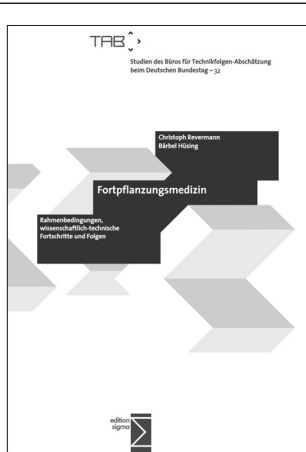 TAB
Studien des Büros für Technikfolgen-Abschätzung
beim Deutschen Bundestag – 32
Christoph Revermann
Bärbel Hüsing
Fortpflanzungsmedizin
Rahmenbedingungen,
wissenschaftlich-technische
Fortschritte und Folgen
edition
sigma